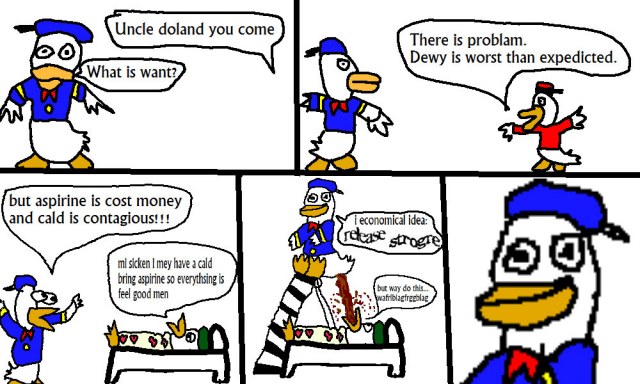 Uncle doland you come
What is want?
There is problam.
Dewy is worst than expedicted.
but aspirine is cost money
and cald is contagious!!!
ml sicken I mey have a cald
bring aspirine so everythsing is
feel good men
i economical idea:
release strogre
but way do this...
wafriblagfrggblag